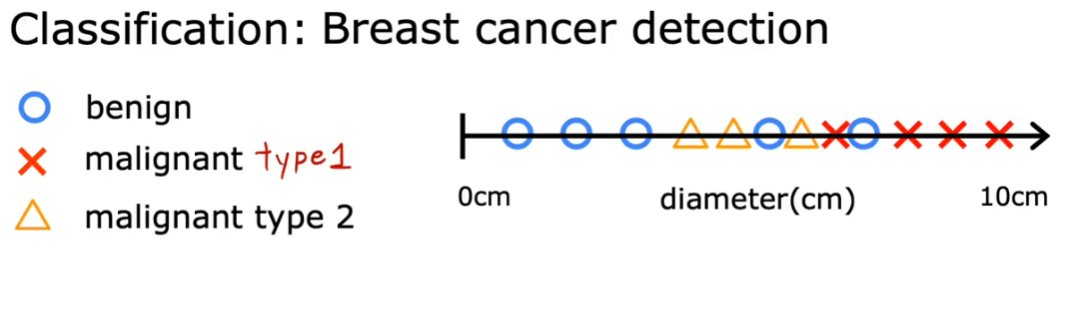 Classification: Breast cancer detection
benign
malignant type1
malignant type 2
0cm
diameter(cm)
10cm